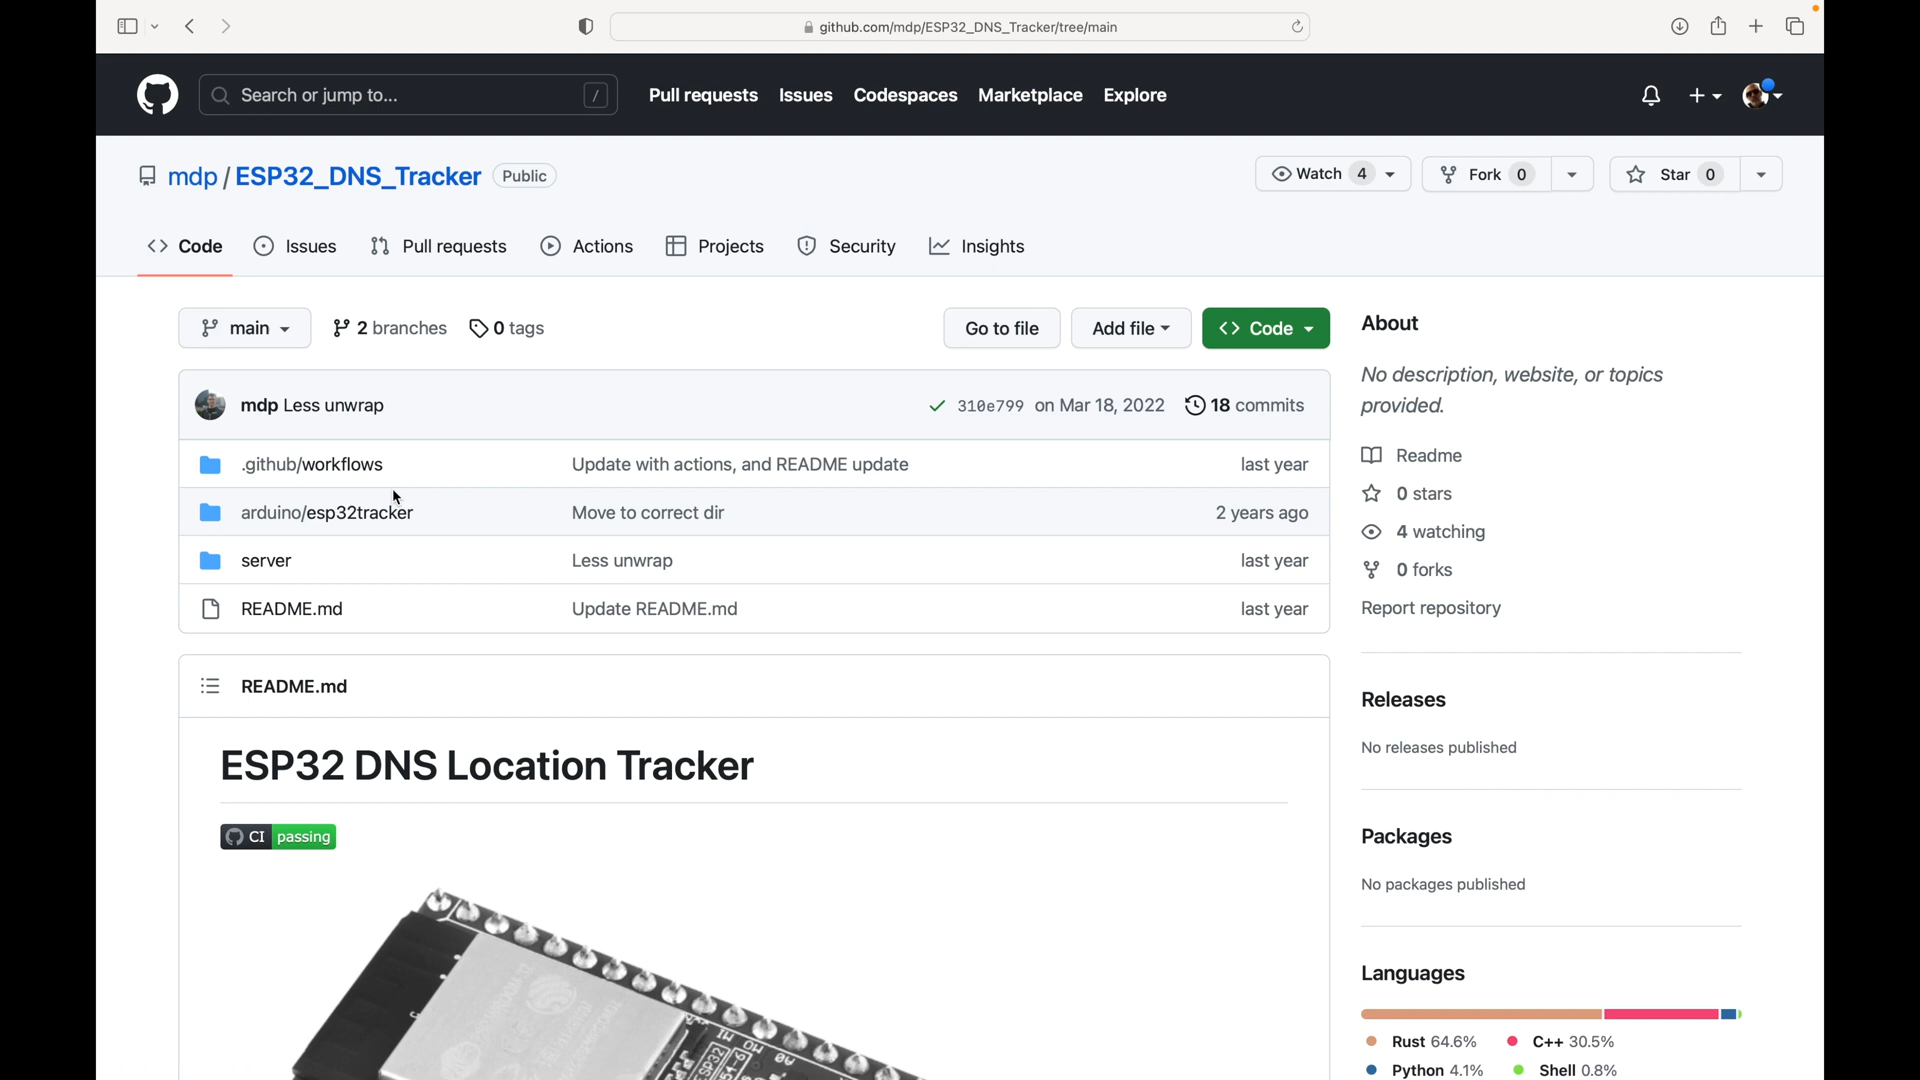 github.com/mdp/ESP32_DNS_Tracker/tree/main
Search or jump to... /
Pull requests Issues Codespaces Marketplace Explore
mdp / ESP32_DNS_Tracker Public
Watch 4 Fork 0 Star 0
Code Issues Pull requests Actions Projects Security Insights
main 2 branches 0 tags Go to file Add file Code
mdp Less unwrap 310e799 on Mar 18, 2022 18 commits
.github/workflows Update with actions, and README update last year
arduino/esp32tracker Move to correct dir 2 years ago
server Less unwrap last year
README.md Update README.md last year
README.md
ESP32 DNS Location Tracker
CI passing
About
No description, website, or topics
provided.
Readme
0 stars
4 watching
0 forks
Report repository
Releases
No releases published
Packages
No packages published
Languages
Rust 64.6% C++ 30.5%
Python 4.1% Shell 0.8%